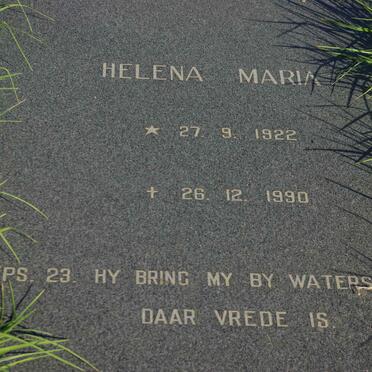 HELENA MARIA
★ 27. 9. 1922
✝ 26. 12. 1990
PS. 23. HY BRING MY BY WATERS
DAAR VREDE IS.